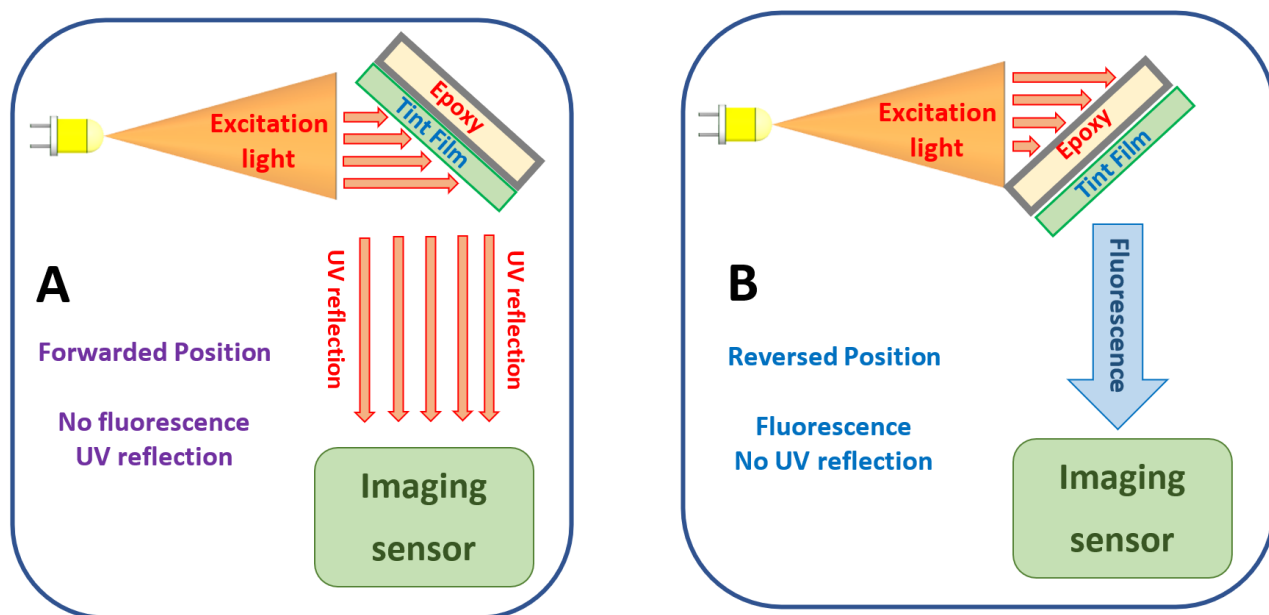 Excitation
light
Epoxy
Tint Film
UV reflection
UV reflection
A
Forwarded Position
No fluorescence
UV reflection
Imaging
sensor
Excitation
light
Epoxy
Tint Film
Fluorescence
B
Reversed Position
Fluorescence
No UV reflection
Imaging
sensor